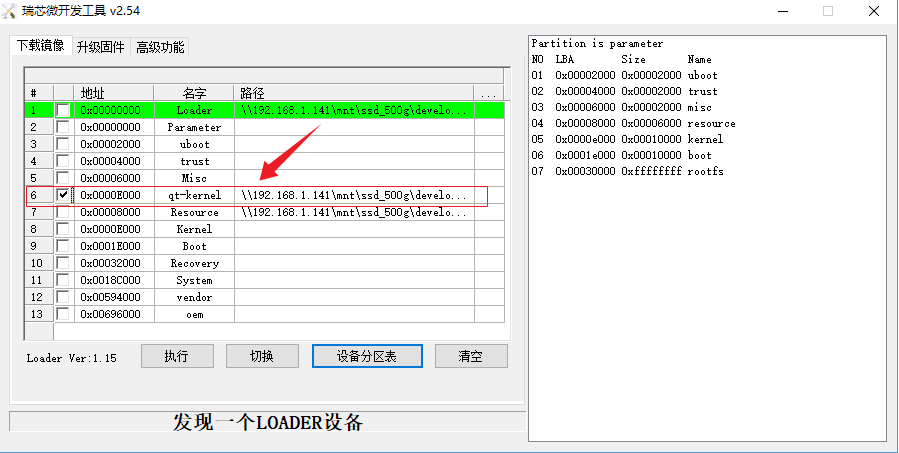 瑞芯微开发工具 v2.54
下载镜像 升级固件 高级功能
# 地址 名字 路径 ...
1 0x00000000 Loader \\192.168.1.141\mnt\ssd_500g\develo...
2 0x00000000 Parameter
3 0x00002000 uboot
4 0x00004000 trust
5 0x00006000 Misc
6 0x0000E000 qt-kernel \\192.168.1.141\mnt\ssd_500g\develo...
7 0x00008000 Resource \\192.168.1.141\mnt\ssd_500g\develo...
8 0x0000E000 Kernel
9 0x0001E000 Boot
10 0x00032000 Recovery
11 0x0018C000 System
12 0x00594000 vendor
13 0x00696000 oem
Loader Ver:1.15 执行 切换 设备分区表 清空
发现一个LOADER设备
Partition is parameter
NO LBA Size Name
01 0x00002000 0x00002000 uboot
02 0x00004000 0x00002000 trust
03 0x00006000 0x00002000 misc
04 0x00008000 0x00006000 resource
05 0x0000e000 0x00010000 kernel
06 0x0001e000 0x00010000 boot
07 0x00030000 0xffffffff rootfs